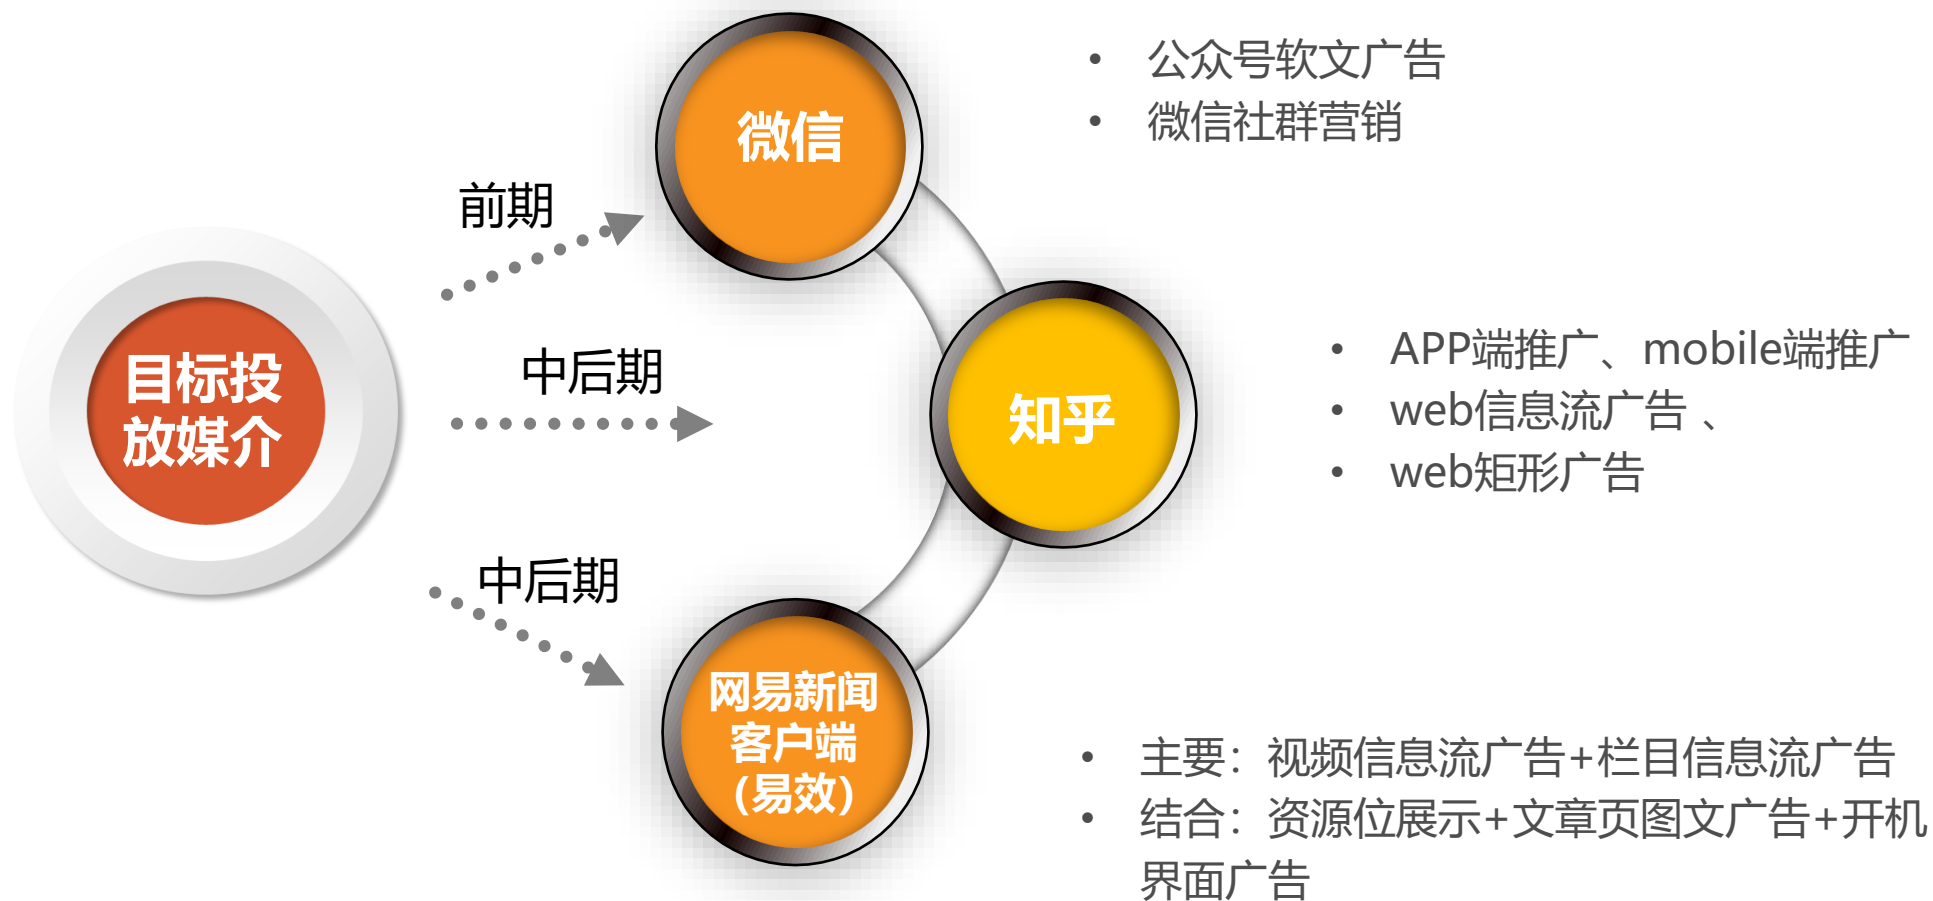 目标投
放媒介
前期
微信
• 公众号软文广告
• 微信社群营销
中后期
知乎
• APP端推广、mobile端推广
• web信息流广告 、
• web矩形广告
中后期
网易新闻
客户端
（易效）
• 主要：视频信息流广告+栏目信息流广告
• 结合：资源位展示+文章页图文广告+开机
界面广告